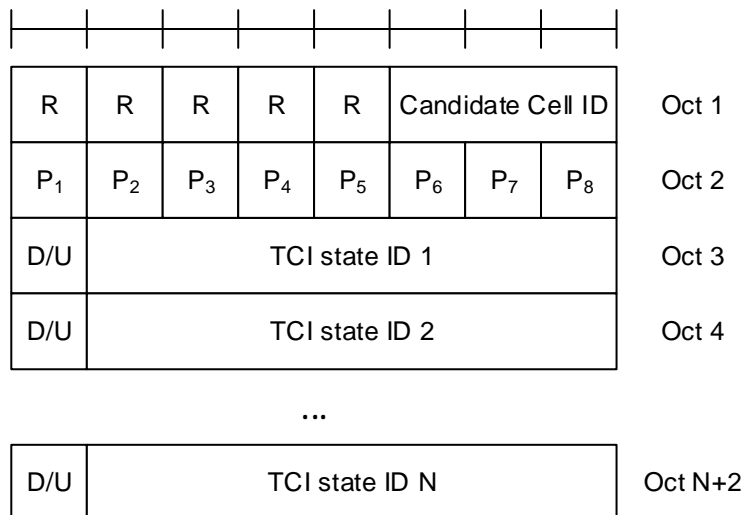 R R R R R Candidate Cell ID Oct 1
P₁ P₂ P₃ P₄ P₅ P₆ P₇ P₈ Oct 2
D/U TCI state ID 1 Oct 3
D/U TCI state ID 2 Oct 4
...
D/U TCI state ID N Oct N+2